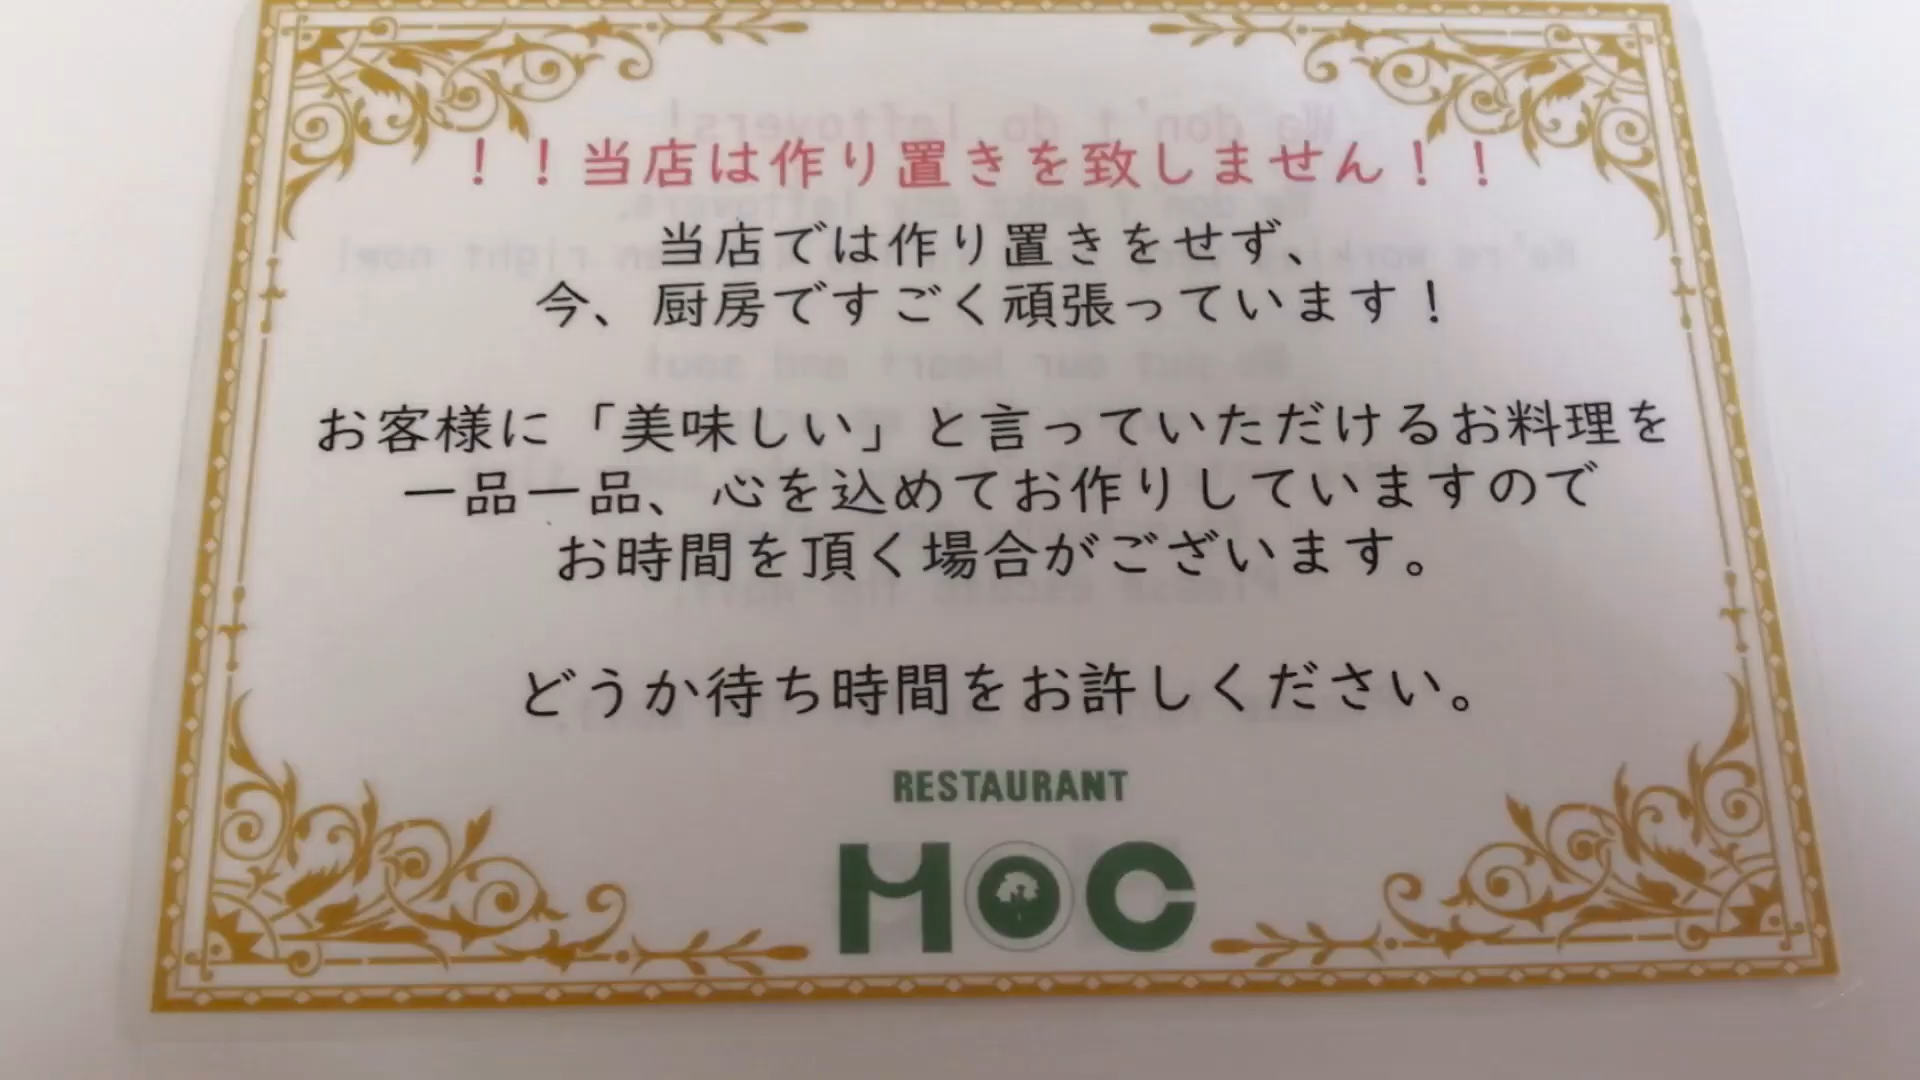 ！！当店は作り置きを致しません！！
当店では作り置きをせず、
今、厨房ですごく頑張っています！
お客様に「美味しい」と言っていただけるお料理を
一品一品、心を込めてお作りしていますので
お時間を頂く場合がございます。
どうか待ち時間をお許しください。
RESTAURANT
MOC